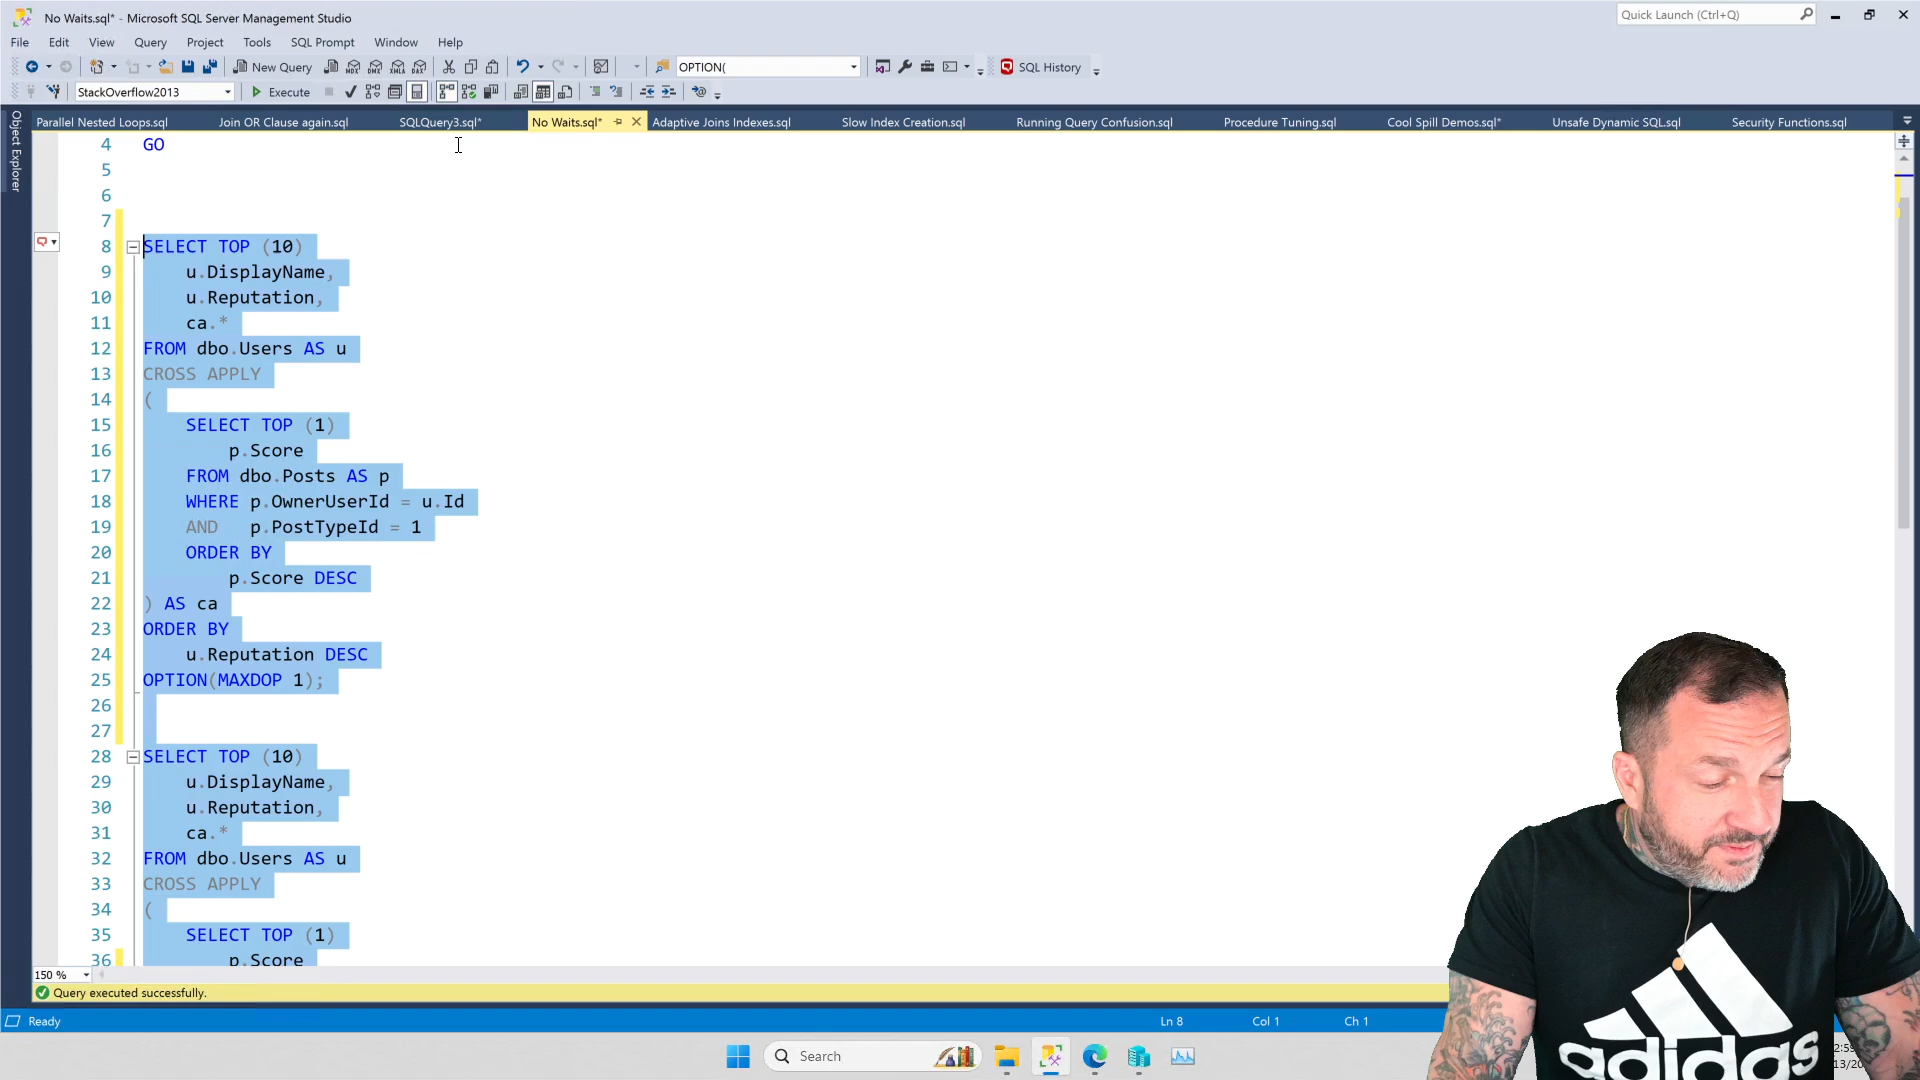 No Waits.sql* - Microsoft SQL Server Management Studio
Quick Launch (Ctrl+Q)
File Edit View Query Project Tools SQL Prompt Window Help
New Query
MDX DMX XMLA DAX
OPTION(
SQL History
StackOverflow2013
Execute
Object Explorer
Parallel Nested Loops.sql Join OR Clause again.sql SQLQuery3.sql* No Waits.sql* Adaptive Joins Indexes.sql Slow Index Creation.sql Running Query Confusion.sql Procedure Tuning.sql Cool Spill Demos.sql* Unsafe Dynamic SQL.sql Security Functions.sql
4 GO
5
6
7
8 SELECT TOP (10)
9 u.DisplayName,
10 u.Reputation,
11 ca.*
12 FROM dbo.Users AS u
13 CROSS APPLY
14 (
15 SELECT TOP (1)
16 p.Score
17 FROM dbo.Posts AS p
18 WHERE p.OwnerUserId = u.Id
19 AND p.PostTypeId = 1
20 ORDER BY
21 p.Score DESC
22 ) AS ca
23 ORDER BY
24 u.Reputation DESC
25 OPTION(MAXDOP 1);
26
27
28 SELECT TOP (10)
29 u.DisplayName,
30 u.Reputation,
31 ca.*
32 FROM dbo.Users AS u
33 CROSS APPLY
34 (
35 SELECT TOP (1)
36 p.Score
150 %
Query executed successfully.
Ready Ln 8 Col 1 Ch 1
Search
adidas